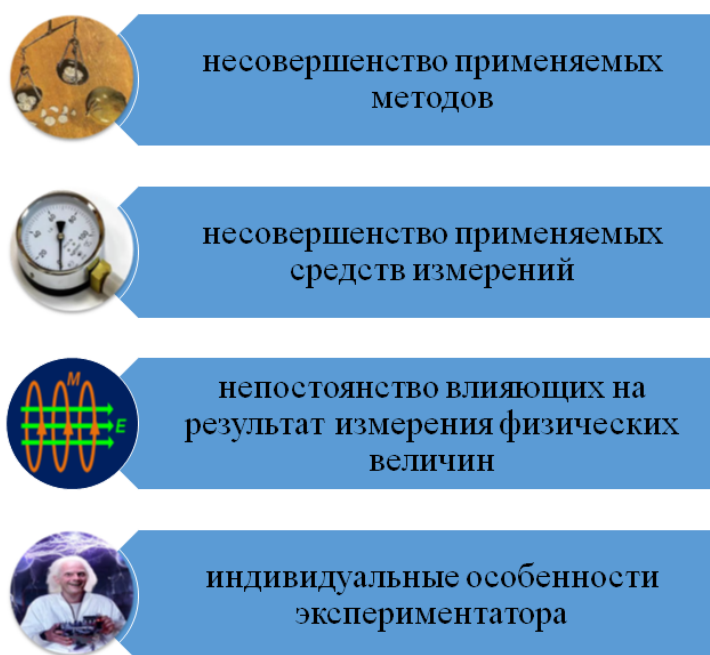 несовершенство применяемых
методов
несовершенство применяемых
средств измерений
непостоянство влияющих на
результат измерения физических
величин
M
E
индивидуальные особенности
экспериментатора